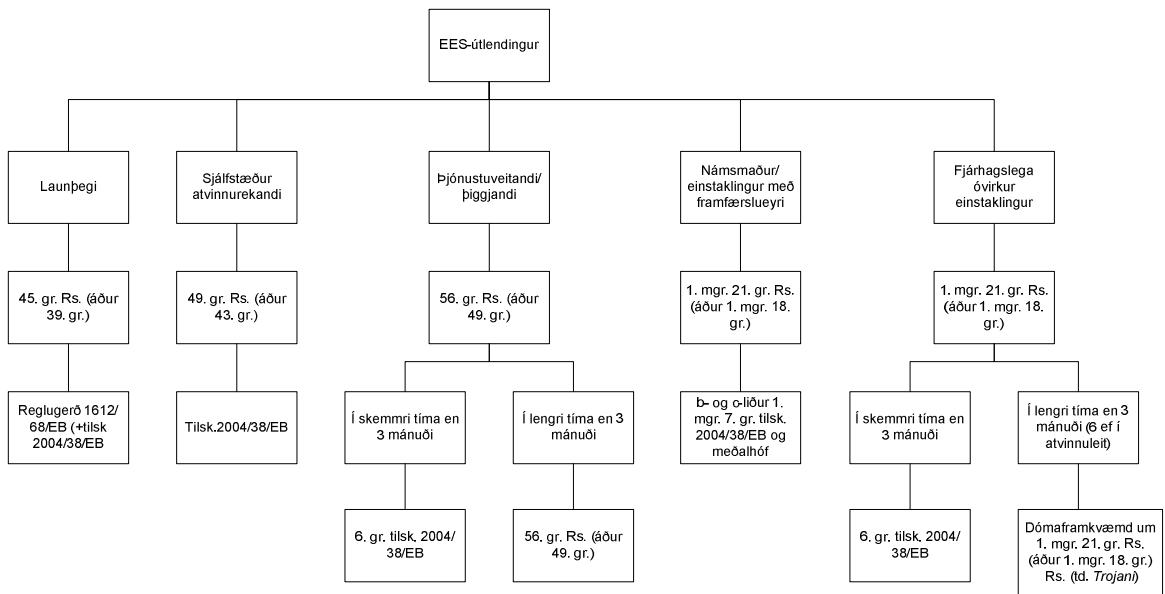 EES-útlendingur
Launþegi
Sjálfstæður
atvinnurekandi
Þjónustuveitandi/
þiggjandi
Námsmaður/
einstaklingur með
framfærslueyri
Fjárhagslega
óvirkur
einstaklingur
45. gr. Rs. (áður
39. gr.)
49. gr. Rs. (áður
43. gr.)
56. gr. Rs. (áður
49. gr.)
1. mgr. 21. gr. Rs.
(áður 1. mgr. 18.
gr.)
1. mgr. 21. gr. Rs.
(áður 1. mgr. 18.
gr.)
Reglugerð 1612/
68/EB (+tilsk
2004/38/EB
Tilsk.2004/38/EB
Í skemmri tíma en
3 mánuði
Í lengri tíma en 3
mánuði
b- og c-liður 1.
mgr. 7. gr. tilsk.
2004/38/EB og
meðalhóf
Í skemmri tíma en
3 mánuði
Í lengri tíma en 3
mánuði (6 ef í
atvinnuleit)
6. gr. tilsk. 2004/
38/EB
56. gr. Rs. (áður
49. gr.)
6. gr. tilsk. 2004/
38/EB
Dómaframkvæmd um
1. mgr. 21. gr. Rs.
(áður 1. mgr. 18. gr.)
Rs. (td. Trojani)